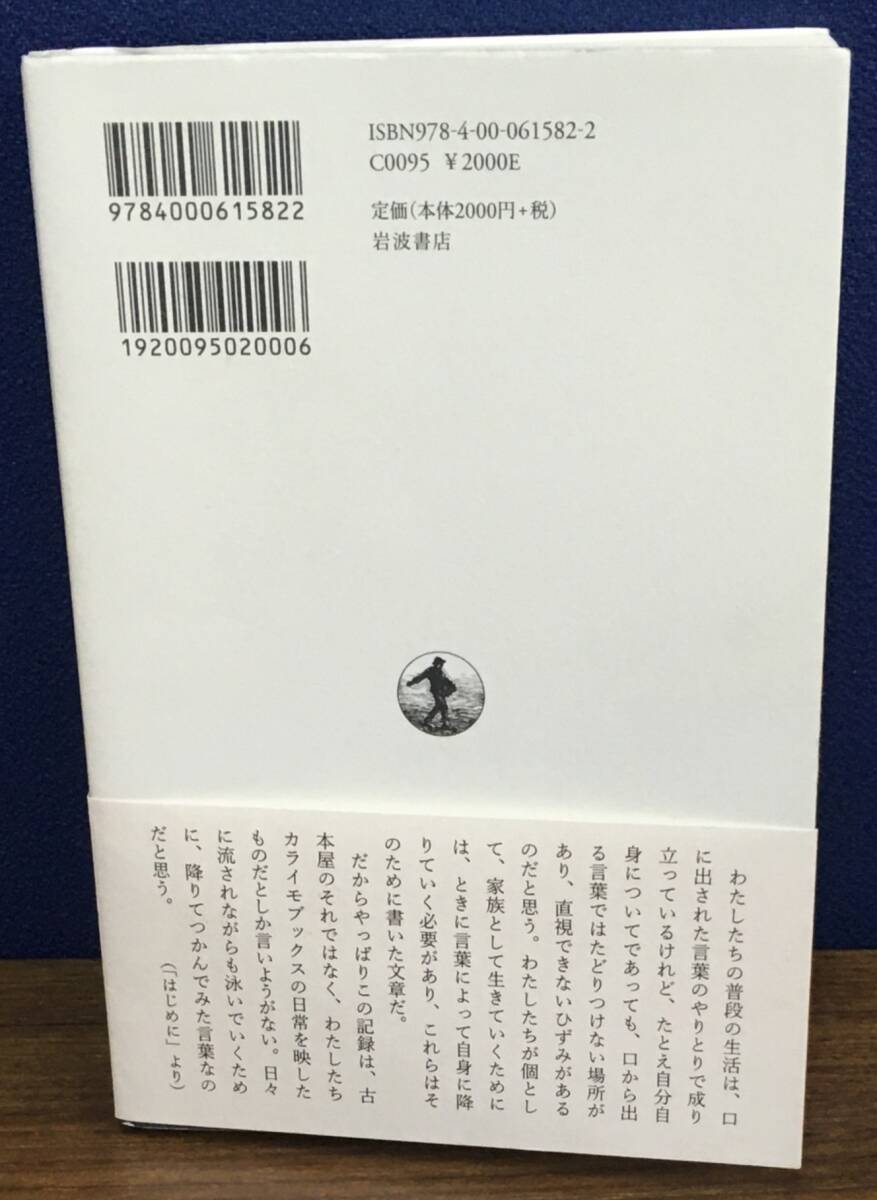 ISBN978-4-00-061582-2
C0095 ¥2000E
定価(本体2000円+税)
岩波書店
9784000615822
1920095020006
わたしたちの普段の生活は、口
に出された言葉のやりとりで成り
立っているけれど、たとえ自分自
身についてであっても、口から出
る言葉ではたどりつけない場所が
あり、直視できないひずみがある
のだと思う。わたしたちが個とし
て、家族として生きていくために
は、ときに言葉によって自身に降
りていく必要があり、これらはそ
のために書いた文章だ。
だからやっぱりこの記録は、古
本屋のそれではなく、わたしたち
カライモブックスの日常を映した
ものだとしか言いようがない。日々
に流されながらも泳いでいくため
に、降りてつかんでみた言葉なの
だと思う。
(「はじめに」より)